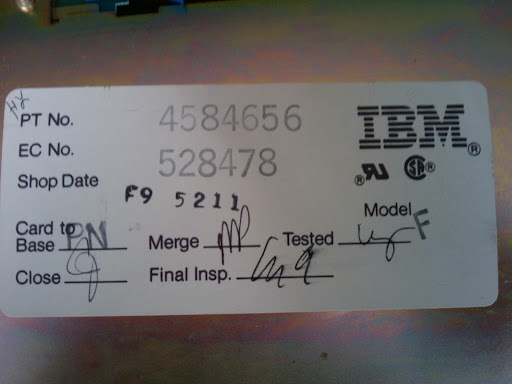 PT No. 4584656
IBM®
EC No. 528478
Shop Date F9 5211
Model F
Card to
Base PN Merge Tested
Close Final Insp.